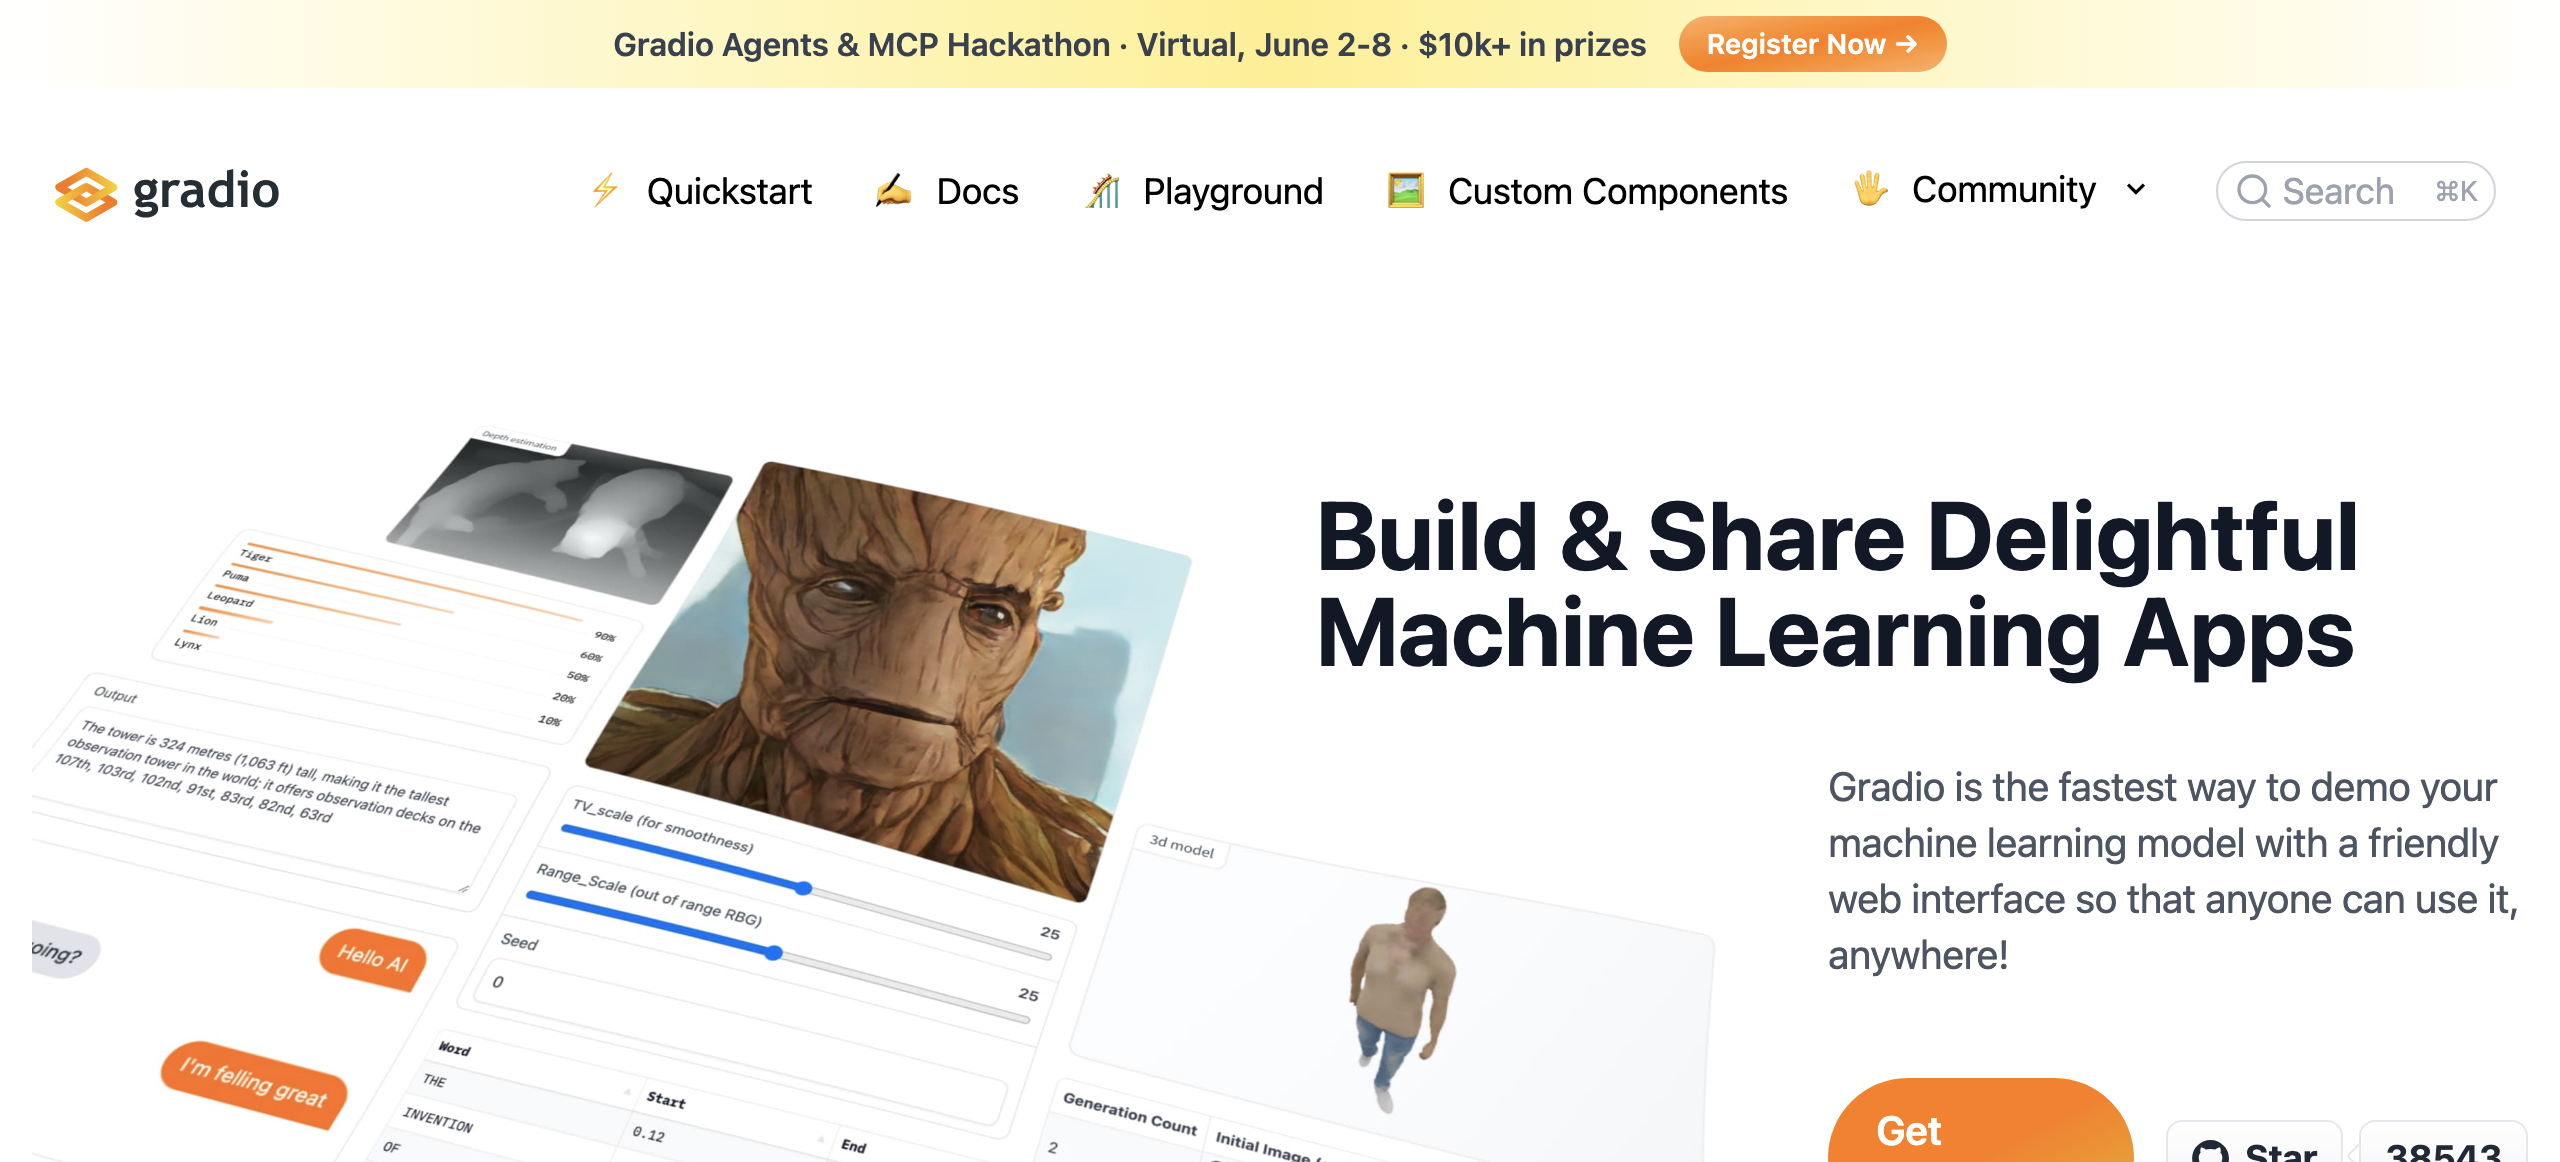 Gradio Agents & MCP Hackathon · Virtual, June 2-8 · $10k+ in prizes
Register Now →
gradio
Quickstart
Docs
Playground
Custom Components
Community
Search ⌘K
Build & Share Delightful
Machine Learning Apps
Gradio is the fastest way to demo your
machine learning model with a friendly
web interface so that anyone can use it,
anywhere!
Get
Star
38543
Depth estimation
Tiger
90%
Puma
60%
Leopard
50%
Lion
20%
Lynx
10%
Output
The tower is 324 metres (1,063 ft) tall, making it the tallest
observation tower in the world; it offers observation decks on the
107th, 103rd, 102nd, 91st, 83rd, 82nd, 63rd
oing?
Hello AI
I'm felling great
TV_scale (for smoothness)
25
Range_Scale (out of range RBG)
25
Seed
0
Word
Start
End
THE
0.12
INVENTION
OF
3d model
Generation Count
Initial Image
2